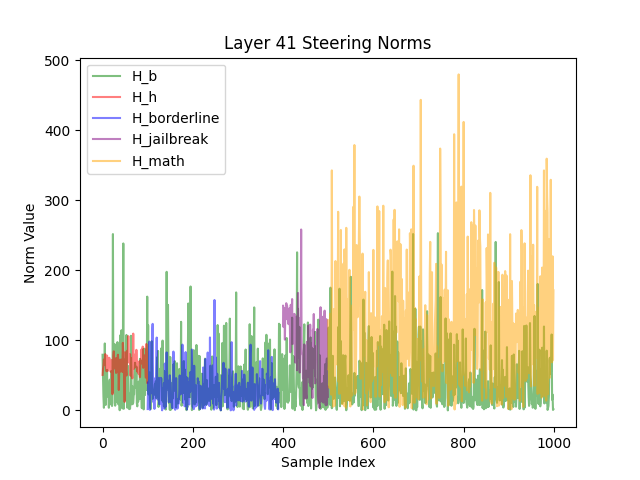 Layer 41 Steering Norms
500
400
300
200
100
0
Norm Value
H_b
H_h
H_borderline
H_jailbreak
H_math
0
200
400
600
800
1000
Sample Index